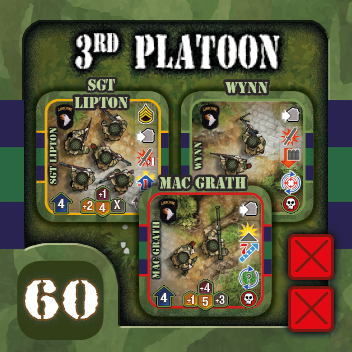 3RD PLATOON
SGT LIPTON
WYNN
SGT LIPTON
WYNN
1
4
+2
+1
4
X
MAC GRATH
MAC GRATH
7
4
+1
+4
5
+3
60